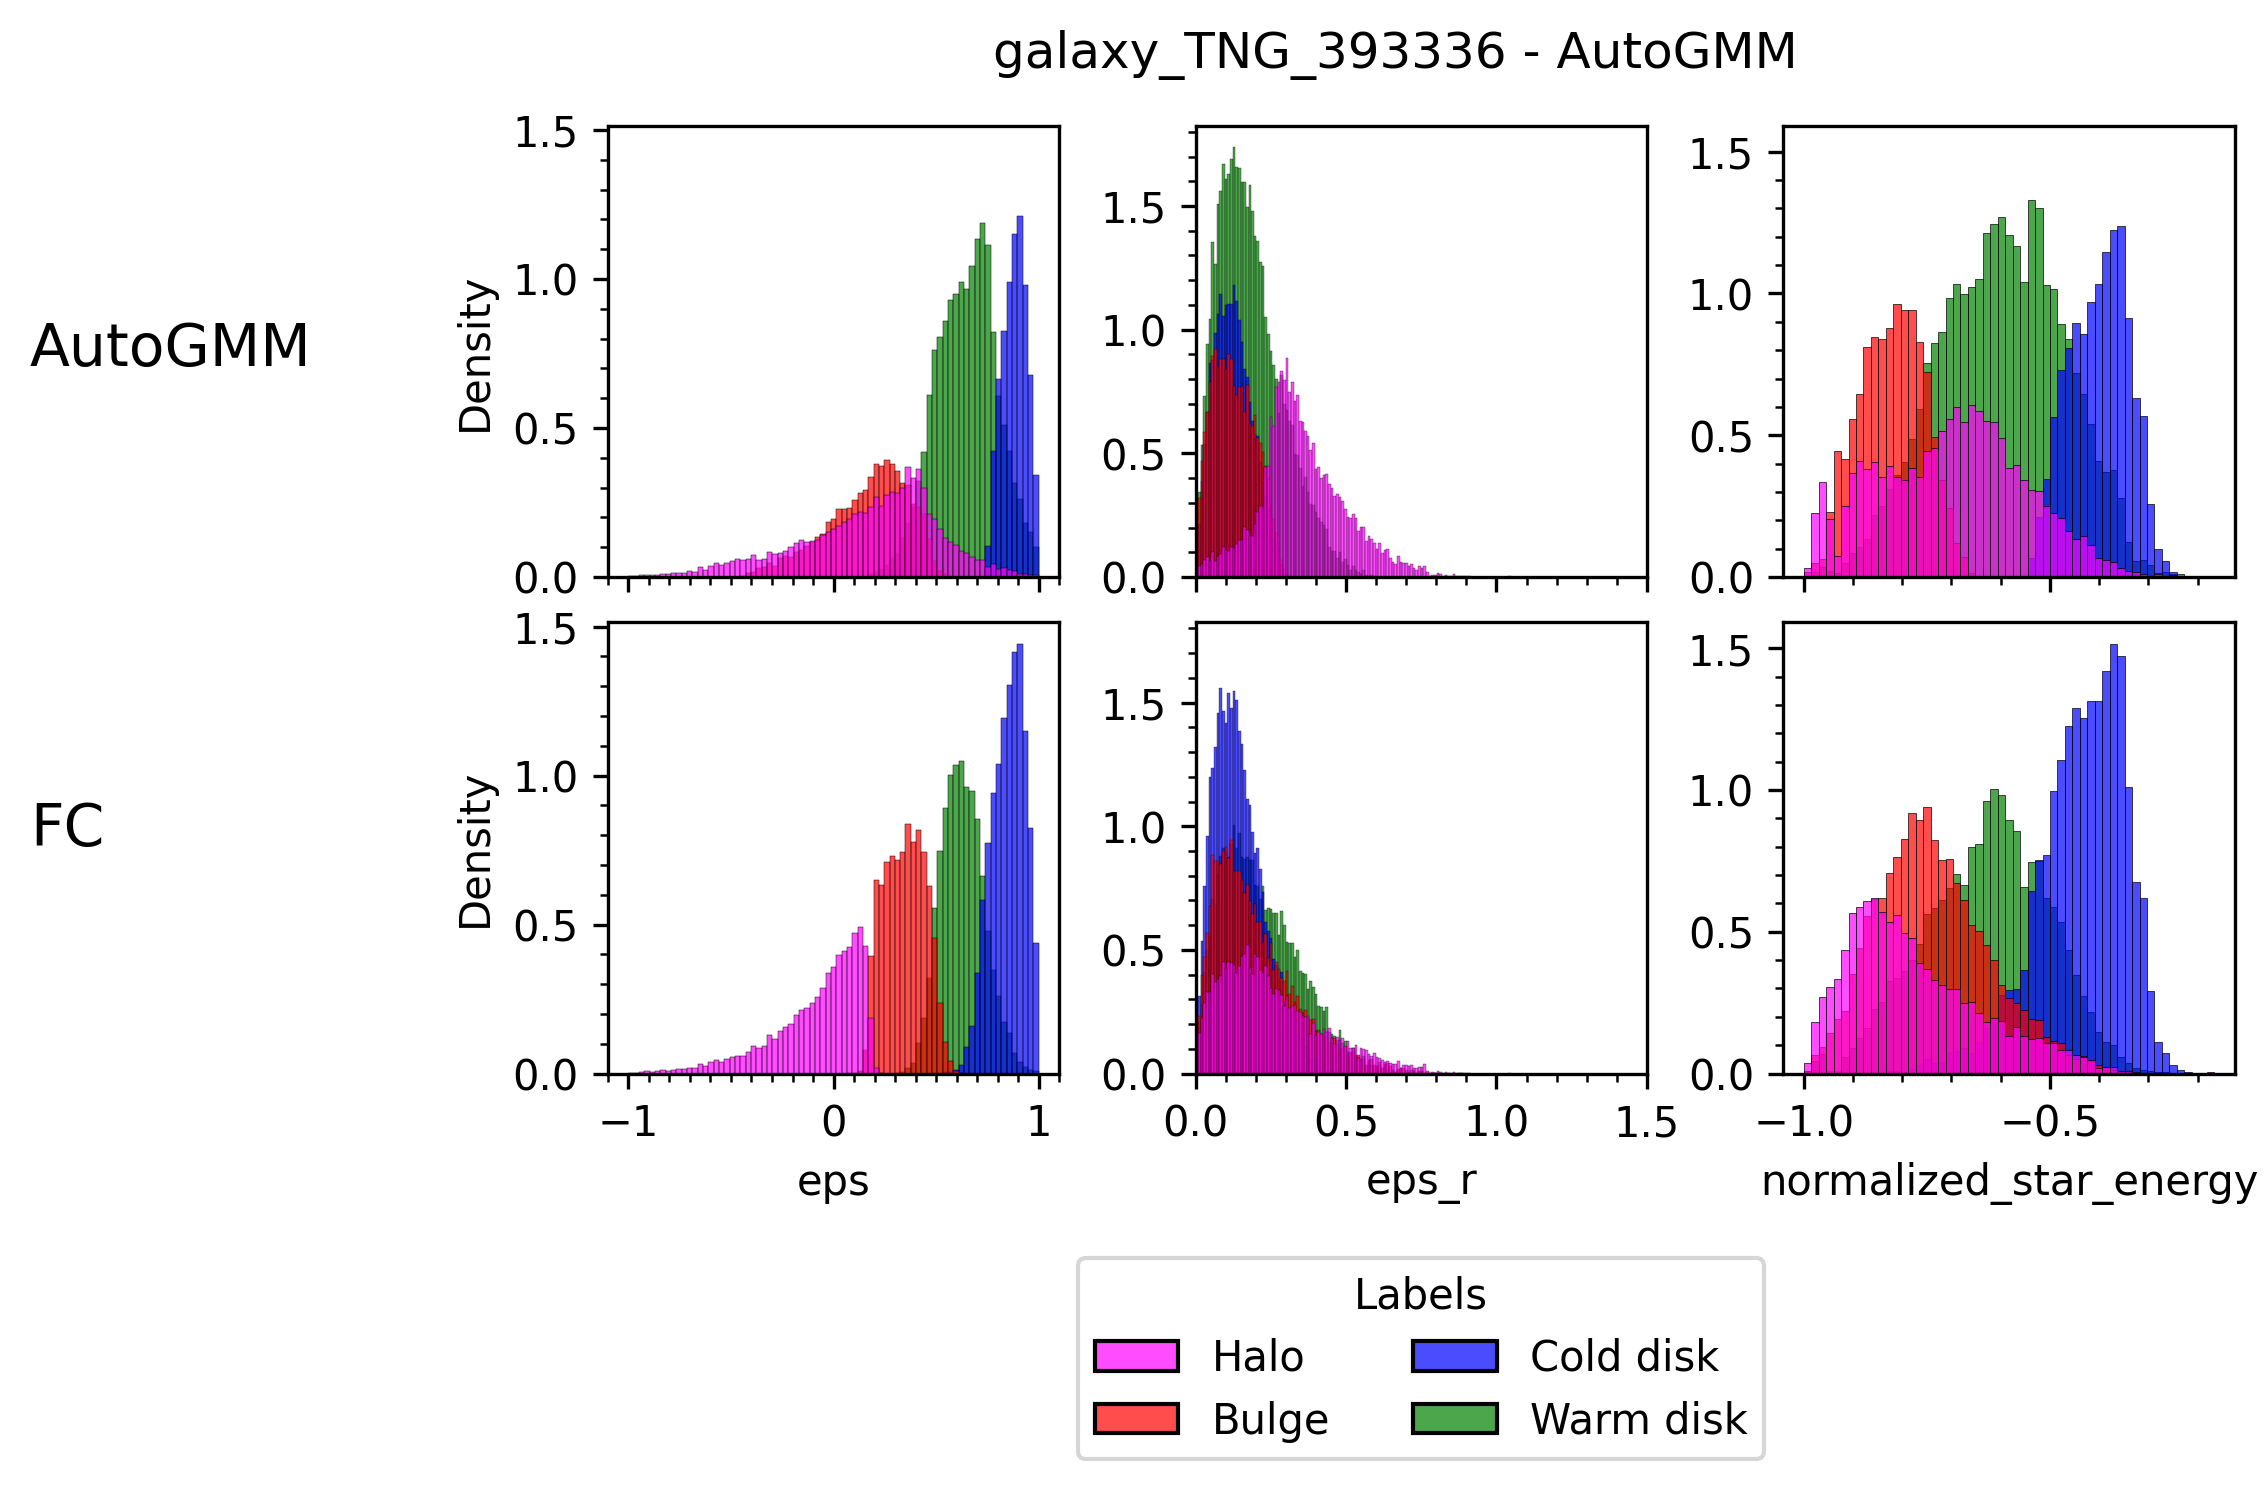 galaxy_TNG_393336 - AutoGMM
AutoGMM
Density
1.5
1.0
0.5
0.0
1.5
1.0
0.5
0.0
1.5
1.0
0.5
0.0
FC
Density
1.5
1.0
0.5
0.0
1.5
1.0
0.5
0.0
1.5
1.0
0.5
0.0
−1 0 1
0.0 0.5 1.0 1.5
−1.0 −0.5
eps
eps_r
normalized_star_energy
Labels
Halo
Cold disk
Bulge
Warm disk